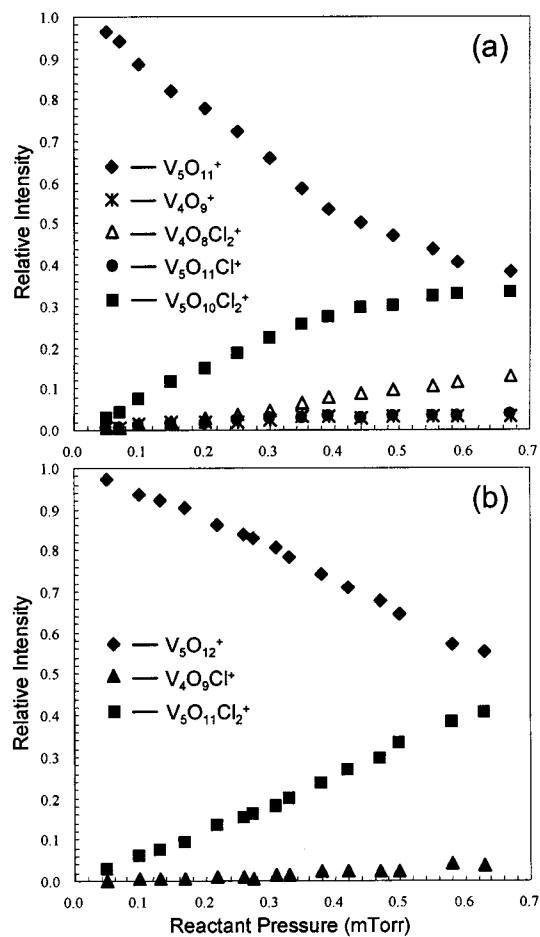 (a)
1.0
0.9
0.8
0.7
0.6
0.5
0.4
0.3
0.2
0.1
0.0
Relative Intensity
V₅O₁₁⁺
V₄O₉⁺
V₄O₈Cl₂⁺
V₅O₁₁Cl⁺
V₅O₁₀Cl₂⁺
0.0 0.1 0.2 0.3 0.4 0.5 0.6 0.7
(b)
1.0
0.9
0.8
0.7
0.6
0.5
0.4
0.3
0.2
0.1
0.0
Relative Intensity
V₅O₁₂⁺
V₄O₉Cl⁺
V₅O₁₁Cl₂⁺
0.0 0.1 0.2 0.3 0.4 0.5 0.6 0.7
Reactant Pressure (mTorr)